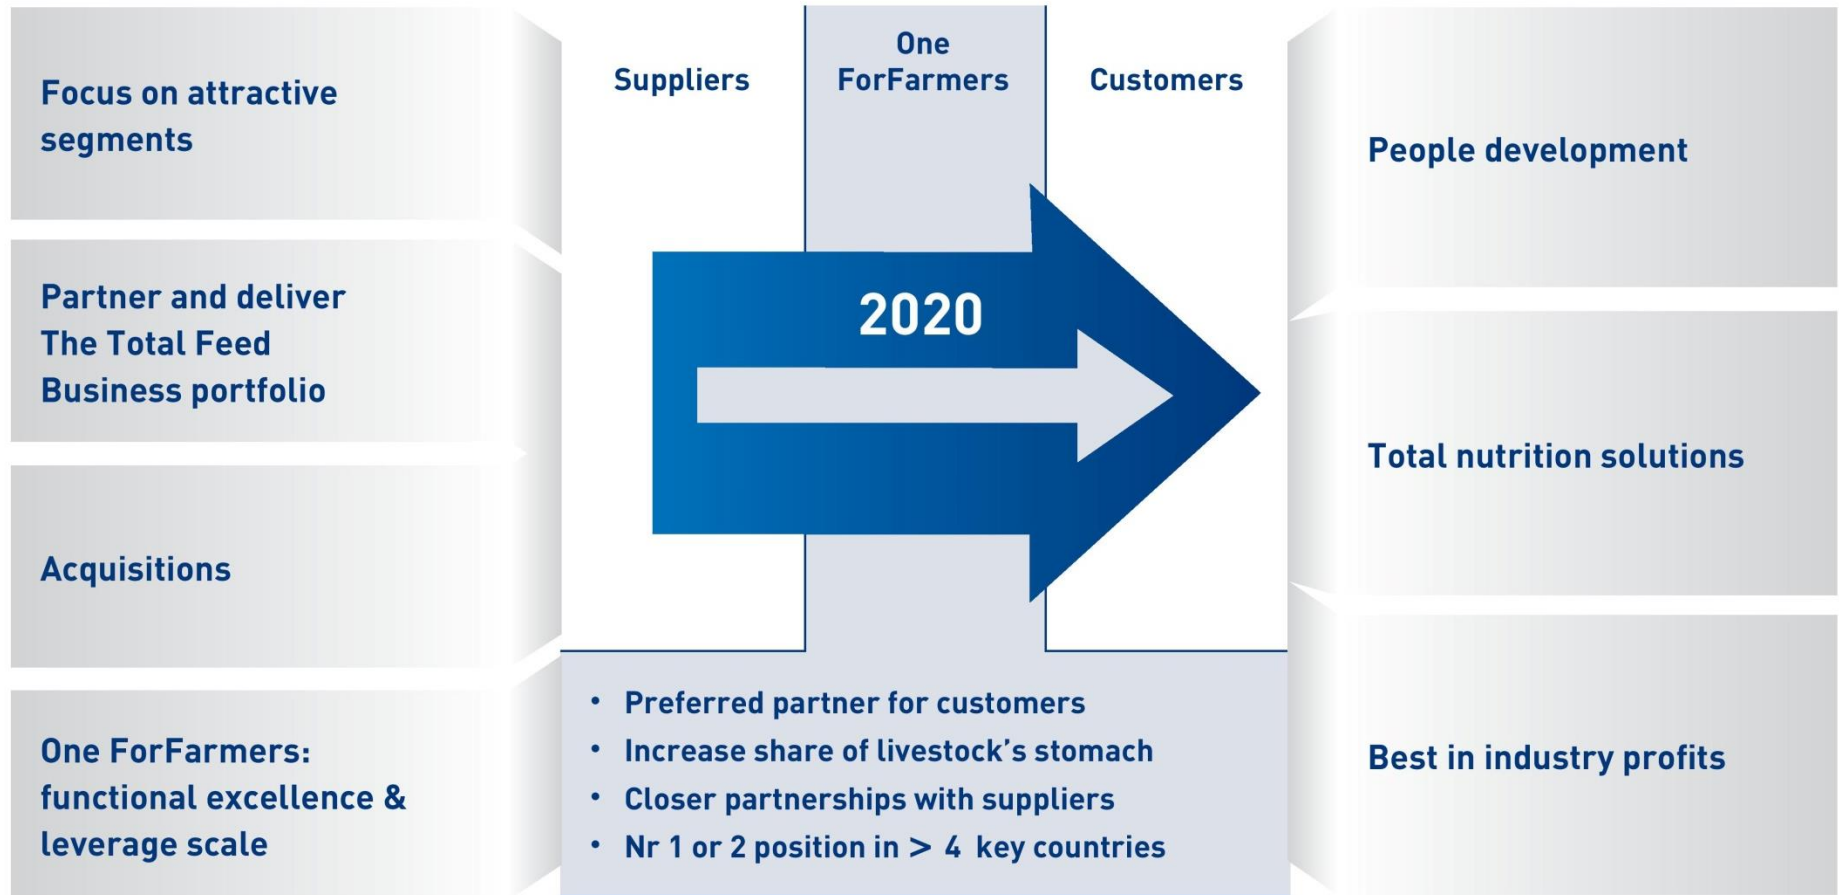 Focus on attractive
segments
Partner and deliver
The Total Feed
Business portfolio
Acquisitions
One ForFarmers:
functional excellence &
leverage scale
Suppliers
One
ForFarmers
Customers
2020
• Preferred partner for customers
• Increase share of livestock’s stomach
• Closer partnerships with suppliers
• Nr 1 or 2 position in > 4 key countries
People development
Total nutrition solutions
Best in industry profits